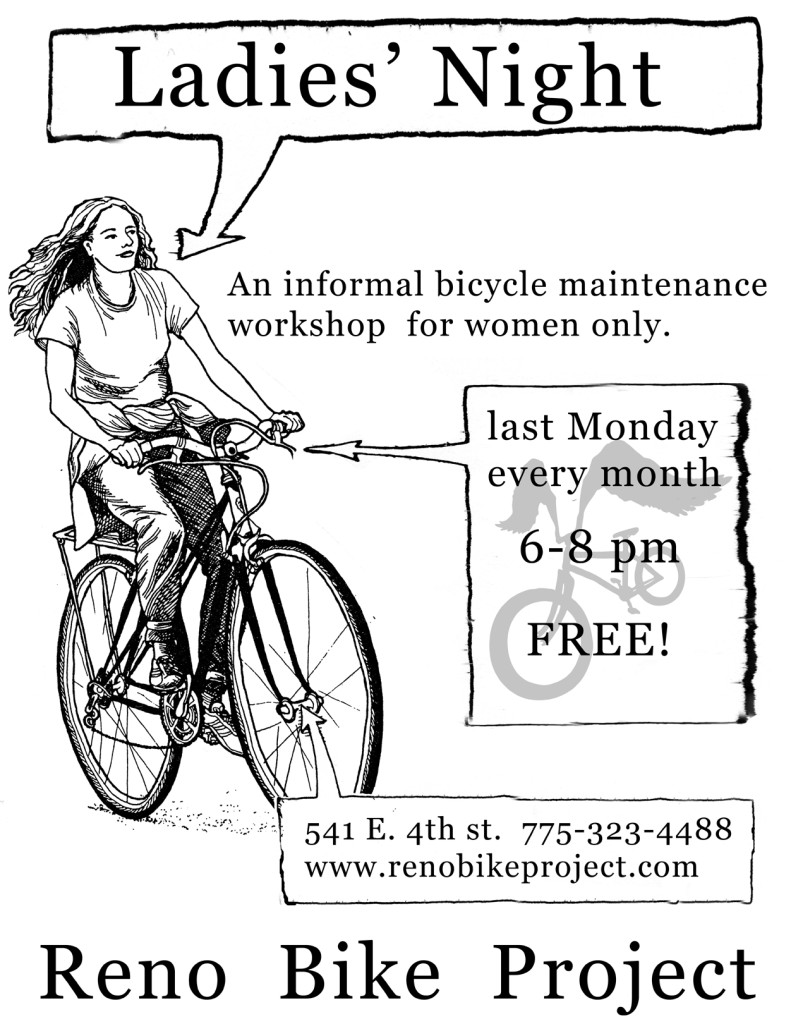 Ladies’ Night
An informal bicycle maintenance
workshop for women only.
last Monday
every month
6-8 pm
FREE!
541 E. 4th st. 775-323-4488
www.renobikeproject.com
Reno Bike Project